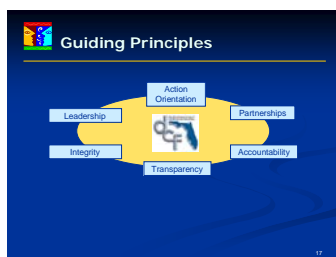 Guiding Principles
Action
Orientation
Leadership
Partnerships
dcf
Integrity
Accountability
Transparency
17